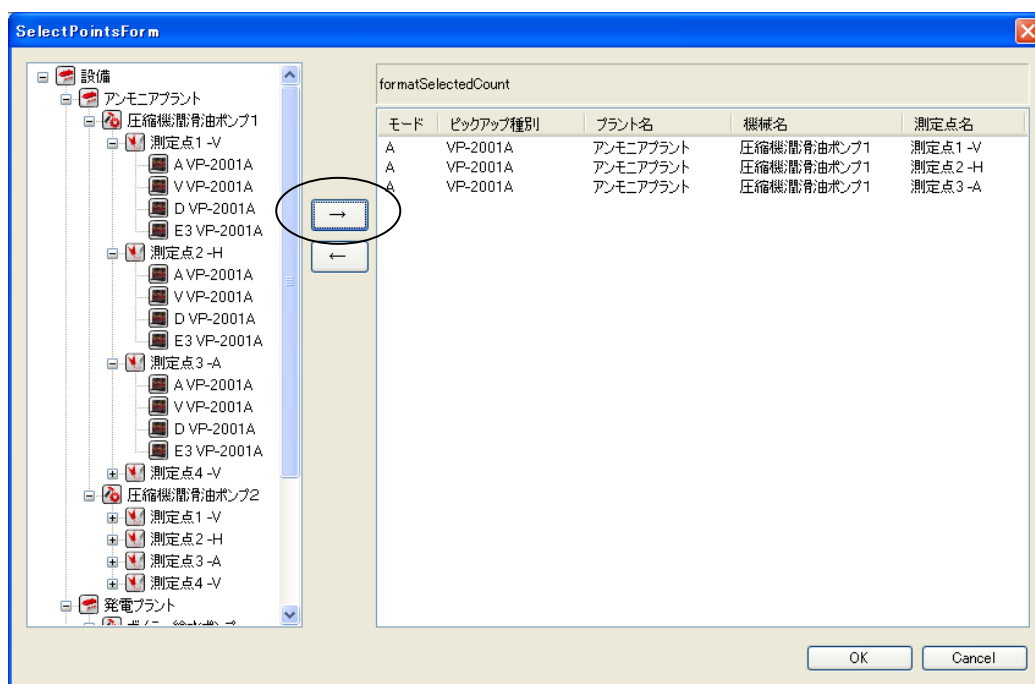 SelectPointsForm
設備
アンモニアプラント
圧縮機潤滑油ポンプ1
測定点1 -V
A VP-2001A
V VP-2001A
D VP-2001A
E3 VP-2001A
測定点2 -H
A VP-2001A
V VP-2001A
D VP-2001A
E3 VP-2001A
測定点3 -A
A VP-2001A
V VP-2001A
D VP-2001A
E3 VP-2001A
測定点4 -V
圧縮機潤滑油ポンプ2
測定点1 -V
測定点2 -H
測定点3 -A
測定点4 -V
発電プラント
→
←
formatSelectedCount
モード ピックアップ種別 プラント名 機械名 測定点名
A VP-2001A アンモニアプラント 圧縮機潤滑油ポンプ1 測定点1 -V
A VP-2001A アンモニアプラント 圧縮機潤滑油ポンプ1 測定点2 -H
A VP-2001A アンモニアプラント 圧縮機潤滑油ポンプ1 測定点3 -A
OK Cancel